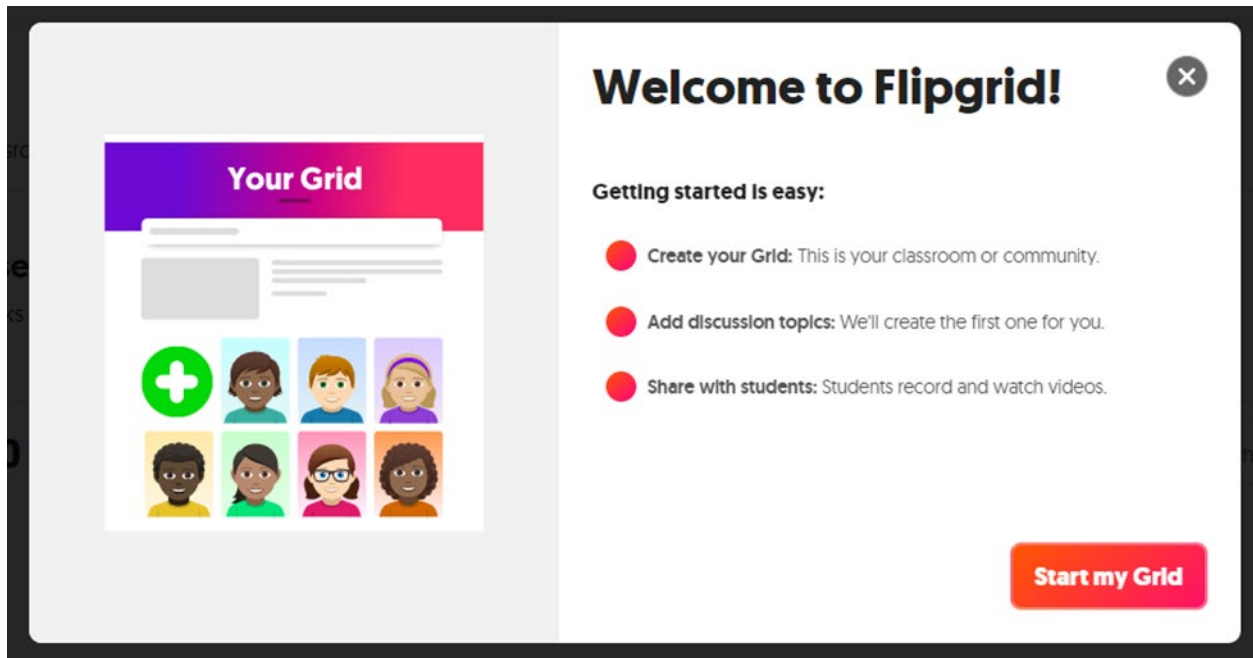 Welcome to Flipgrid!
Your Grid
Getting started is easy:
Create your Grid: This is your classroom or community.
Add discussion topics: We'll create the first one for you.
Share with students: Students record and watch videos.
Start my Grid